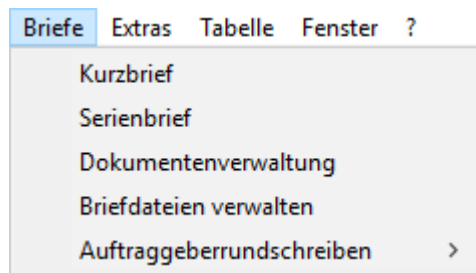 Briefe Extras Tabelle Fenster ?
Kurzbrief
Serienbrief
Dokumentenverwaltung
Briefdateien verwalten
Auftraggeberrundschreiben